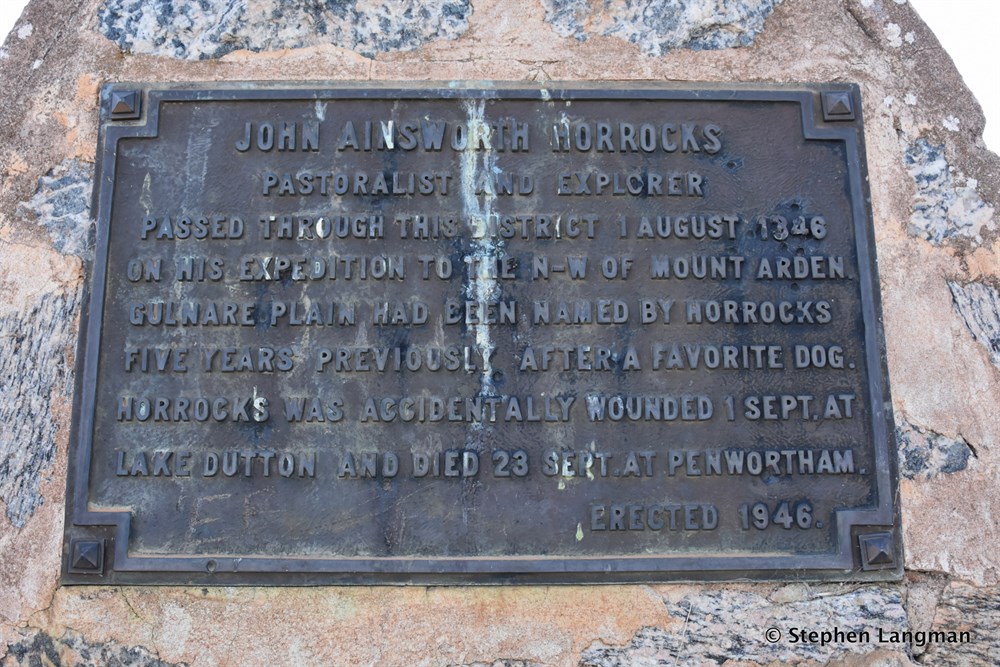 JOHN AINSWORTH HORROCKS
PASTORALIST AND EXPLORER
PASSED THROUGH THIS DISTRICT 1 AUGUST 1846
ON HIS EXPEDITION TO THE N-W OF MOUNT ARDEN.
GULNARE PLAIN HAD BEEN NAMED BY HORROCKS
FIVE YEARS PREVIOUSLY AFTER A FAVORITE DOG.
HORROCKS WAS ACCIDENTALLY WOUNDED 1 SEPT. AT
LAKE DUTTON AND DIED 23 SEPT. AT PENWORTHAM.
ERECTED 1946.
© Stephen Langman